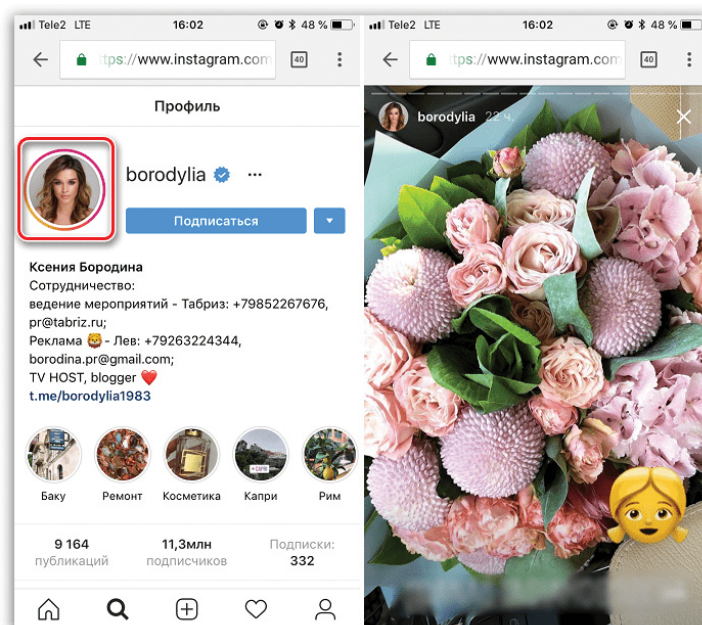 Tele2 LTE 16:02 48 %
ttps://www.instagram.com 40
Профиль
borodylia
Подписаться
Ксения Бородина
Сотрудничество:
ведение мероприятий - Табриз: +79852267676,
pr@tabriz.ru;
Реклама 🦁- Лев: +79263224344,
borodina.pr@gmail.com;
TV HOST, blogger ❤️
t.me/borodylia1983
Баку Ремонт Косметика Капри Рим
9 164 11,3млн Подписки:
публикаций подписчиков 332
Tele2 LTE 16:02 48 %
ttps://www.instagram.com 40
borodylia 22 ч.